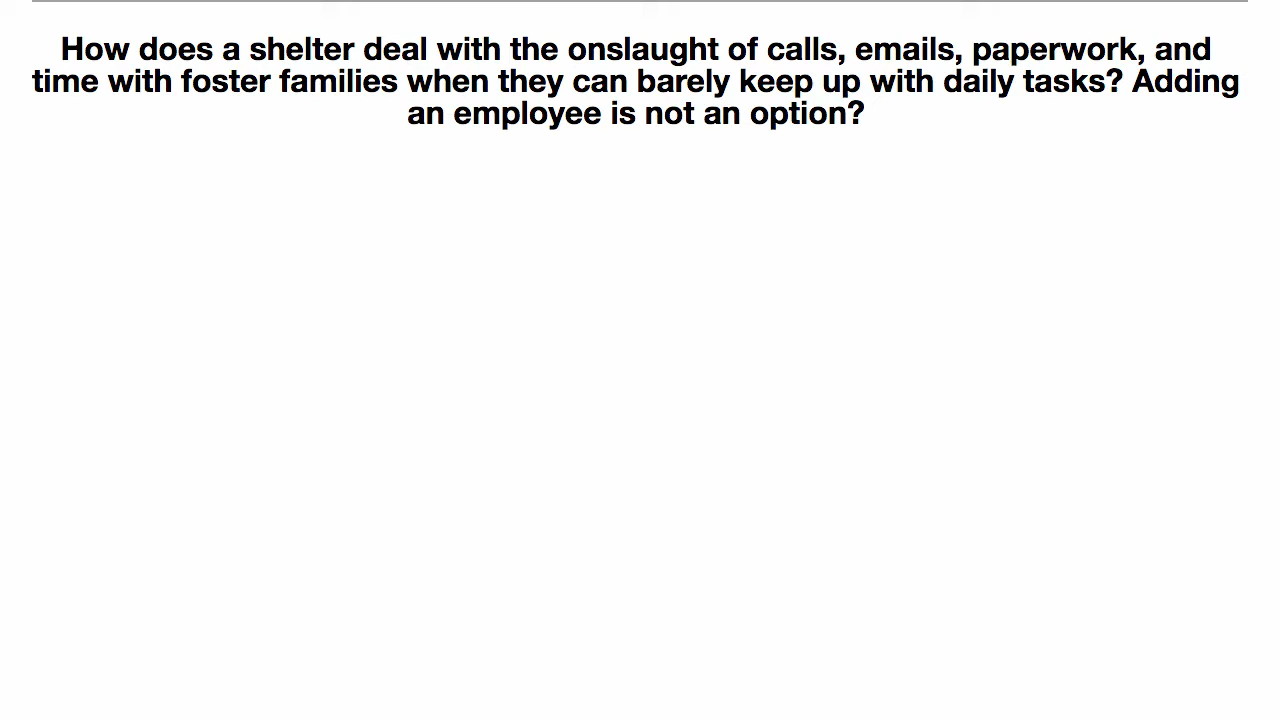 How does a shelter deal with the onslaught of calls, emails, paperwork, and
time with foster families when they can barely keep up with daily tasks? Adding
an employee is not an option?